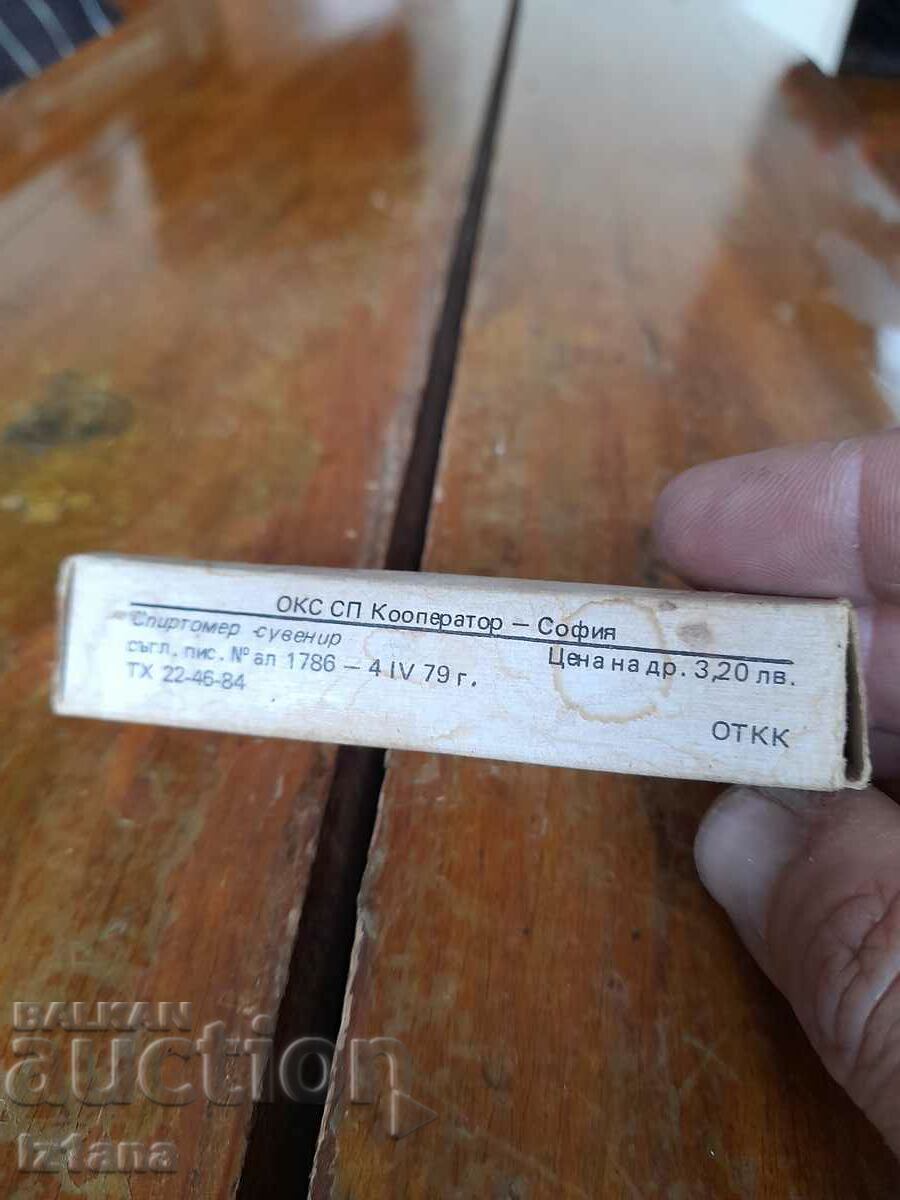 ОКС СП Кооператор — София
Спиртомер -сувенир
Цена на др. 3,20 лв.
съгл. пис. № ал 1786 — 4 IV 79 г.
ТХ 22-46-84
ОТКК
BALKAN
auction
iz1ana